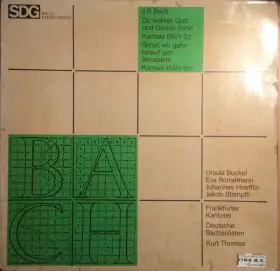 SDG
J.S. Bach
Du wahrer Gott
und Davids Sohn
Kantate BWV 23
Sehet, wir gehn
hinauf gen
Jerusalem
Kantate BWV 159
B A
C H
Ursula Buckel
Eva Bornemann
Johannes Hoefflin
Jakob Stämpfli
Frankfurter
Kantorei
Deutsche
Bachsolisten
Kurt Thomas